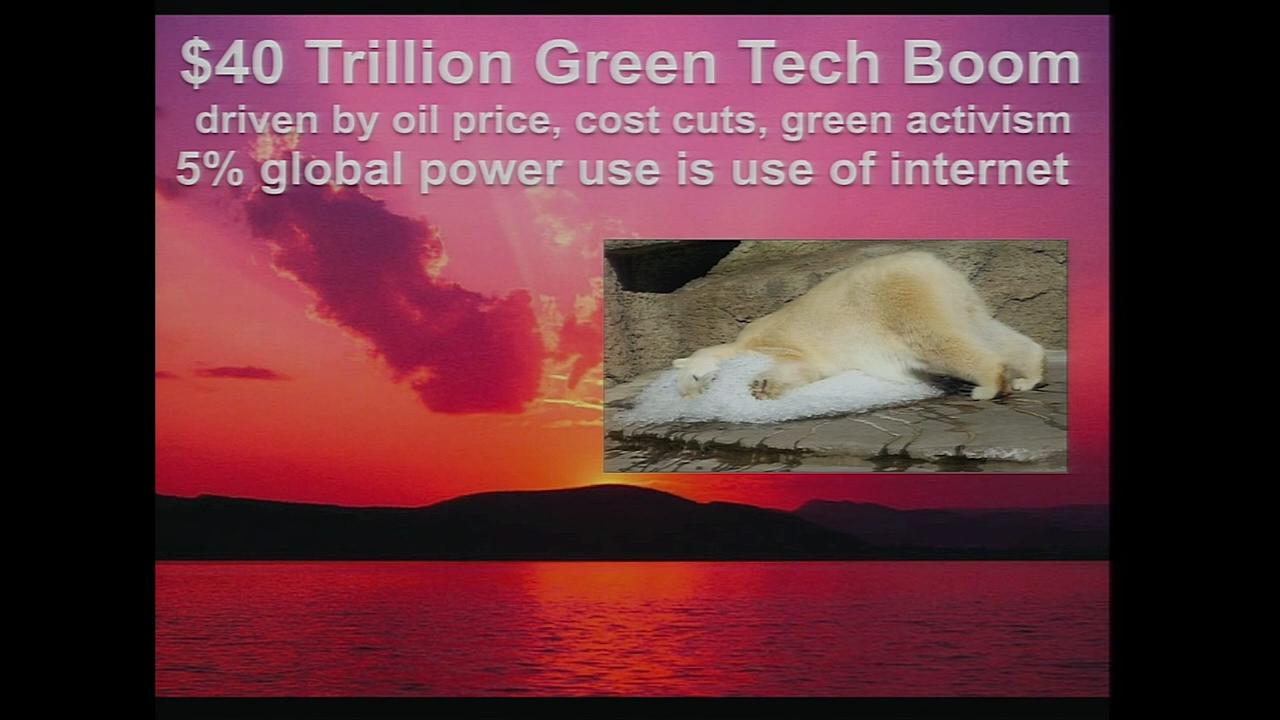 $40 Trillion Green Tech Boom
driven by oil price, cost cuts, green activism
5% global power use is use of internet